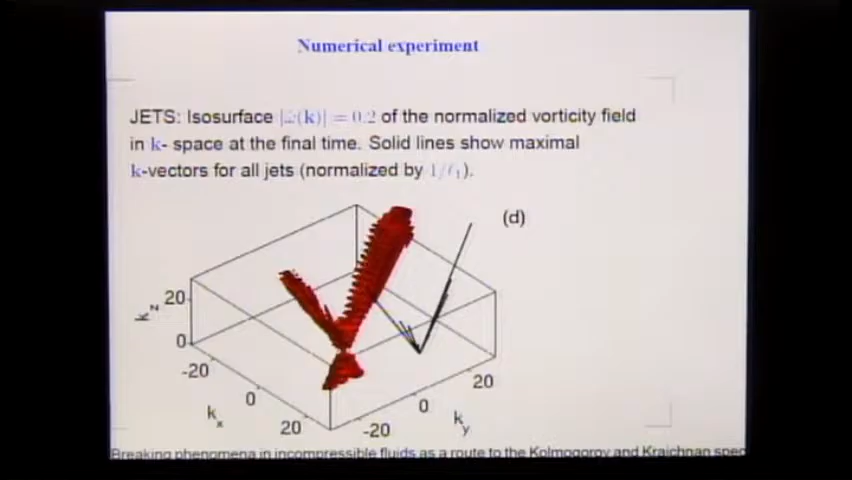 Numerical experiment
JETS: Isosurface |ω(k)| = 0.2 of the normalized vorticity field
in k- space at the final time. Solid lines show maximal
k-vectors for all jets (normalized by 1/ℓ₁).
(d)
k_z
20
0
-20
0
20
k_x
-20
0
20
k_y
Breaking phenomena in incompressible fluids as a route to the Kolmogorov and Kraichnan spec